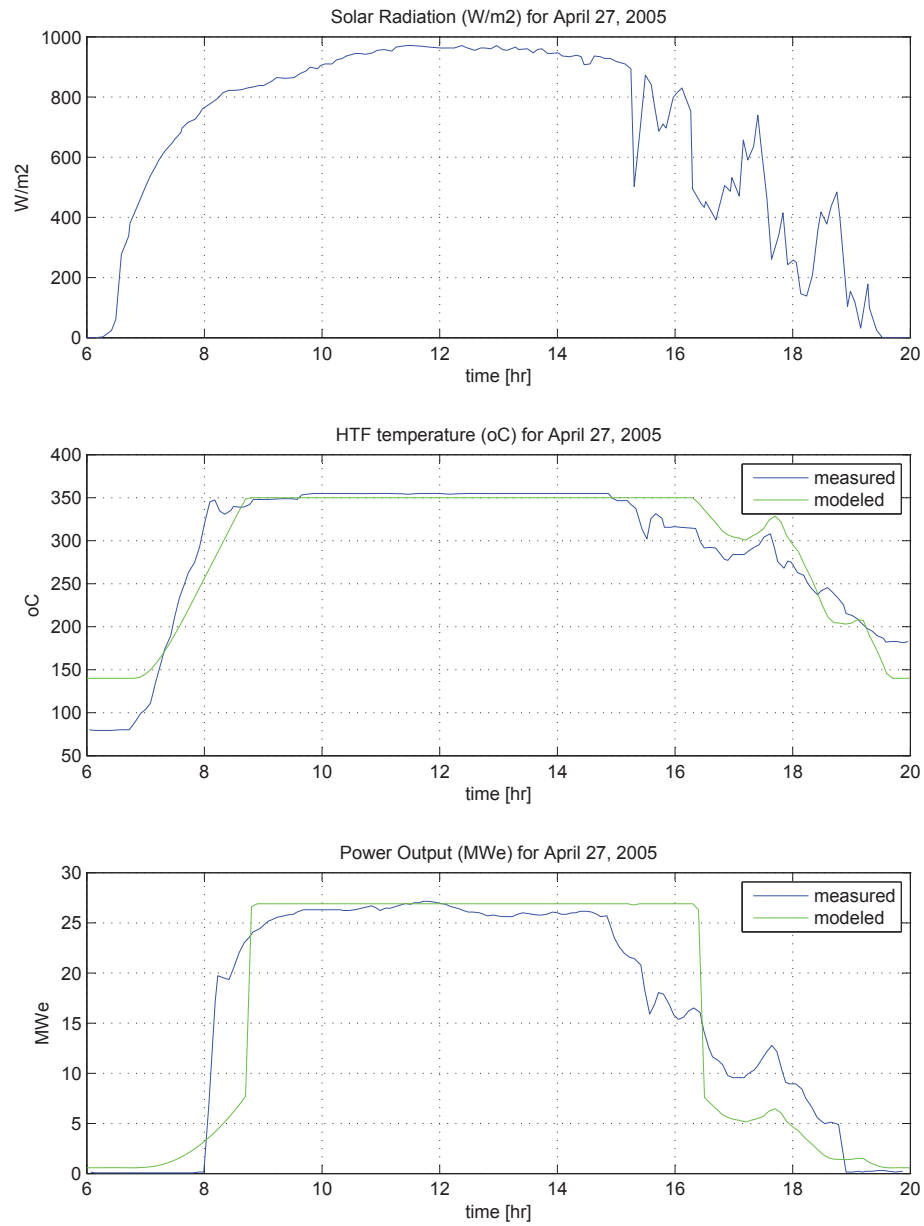 Solar Radiation (W/m2) for April 27, 2005
1000
800
600
400
200
0
W/m2
6 8 10 12 14 16 18 20
time [hr]
HTF temperature (oC) for April 27, 2005
400
350
300
250
200
150
100
50
oC
measured
modeled
6 8 10 12 14 16 18 20
time [hr]
Power Output (MWe) for April 27, 2005
30
25
20
15
10
5
0
MWe
measured
modeled
6 8 10 12 14 16 18 20
time [hr]